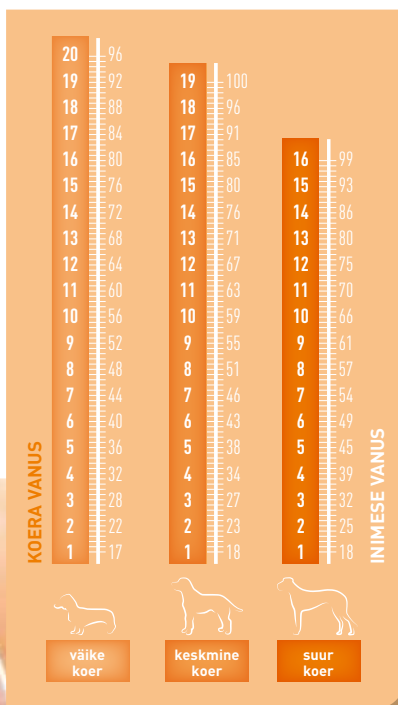 20 96
19 92 19 100
18 88 18 96
17 84 17 91
16 80 16 85 16 99
15 76 15 80 15 93
14 72 14 76 14 86
13 68 13 71 13 80
12 64 12 67 12 75
11 60 11 63 11 70
10 56 10 59 10 66
9 52 9 55 9 61
8 48 8 51 8 57
7 44 7 46 7 54
6 40 6 43 6 49
5 36 5 38 5 45
4 32 4 34 4 39
3 28 3 27 3 32
2 22 2 23 2 25
1 17 1 18 1 18
KOERA VANUS
INIMESE VANUS
väike
koer
keskmine
koer
suur
koer